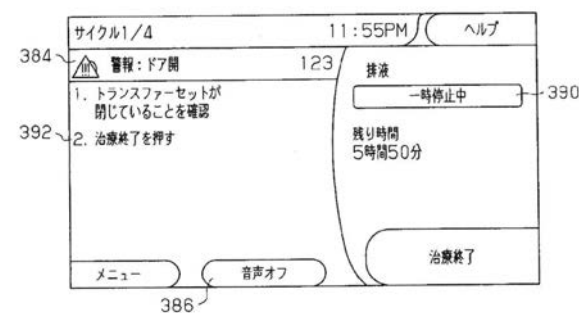 サイクル1/4
11:55PM
ヘルプ
384
警報:ドア開
123
排液
1. トランスファーセットが
閉じていることを確認
一時停止中
390
392
2. 治療終了を押す
残り時間
5時間50分
治療終了
メニュー
音声オフ
386